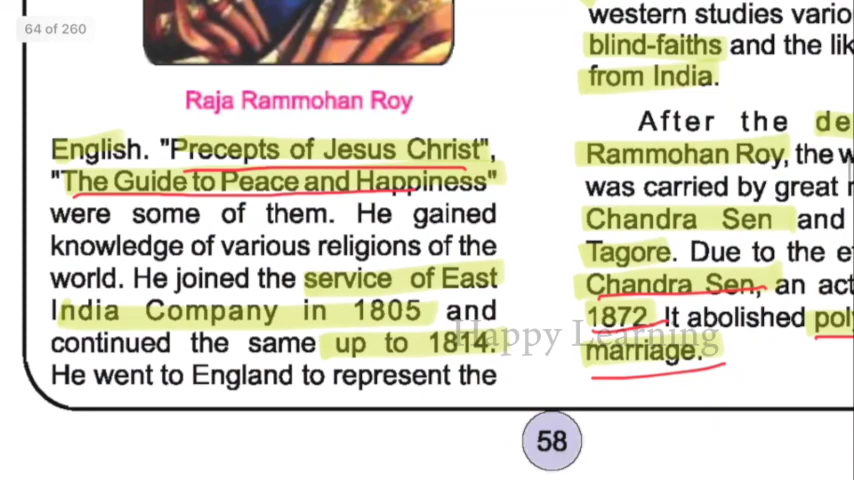 64 of 260
Raja Rammohan Roy
English. "Precepts of Jesus Christ",
"The Guide to Peace and Happiness"
were some of them. He gained
knowledge of various religions of the
world. He joined the service of East
India Company in 1805 and
continued the same up to 1814.
He went to England to represent the
western studies
blind-faiths and the
from India.
After the
Rammohan Roy, the
was carried by great
Chandra Sen and
Tagore. Due to the
Chandra Sen, an act
1872. It abolished
marriage.
Happy Learning
58